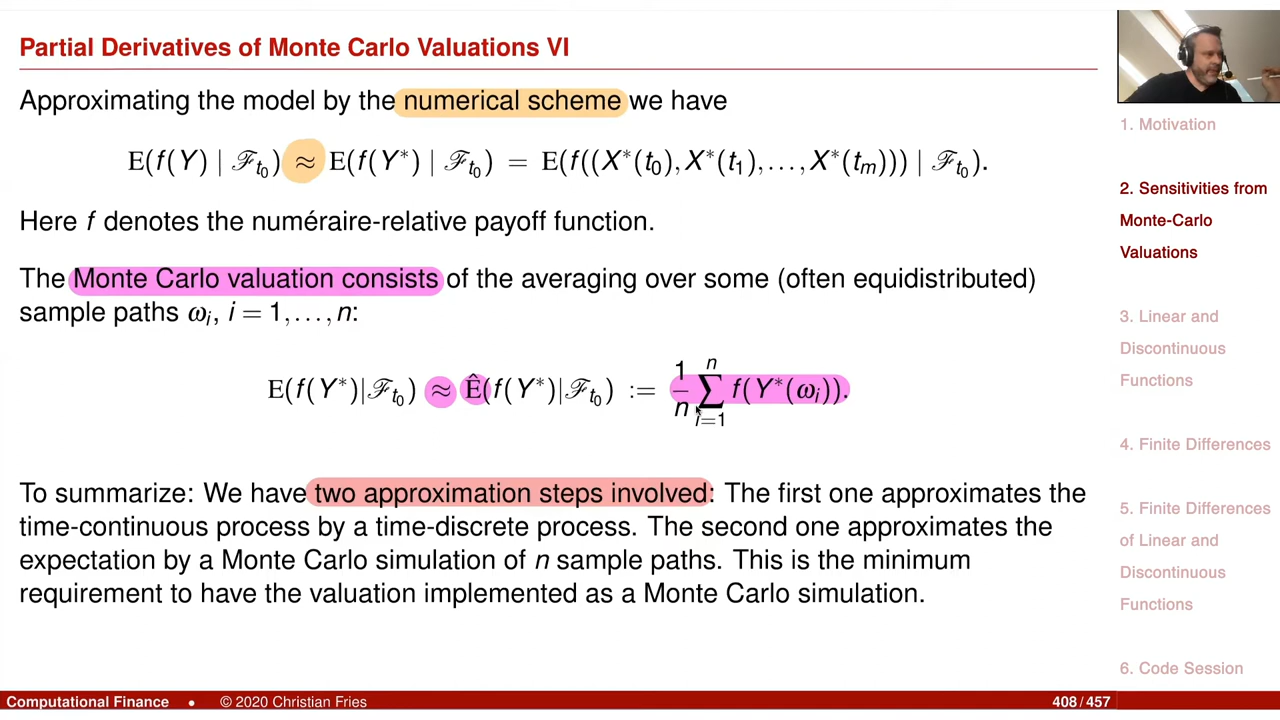 Partial Derivatives of Monte Carlo Valuations VI
Approximating the model by the numerical scheme we have
E(f(Y) | ℱ_{t_0}) ≈ E(f(Y*) | ℱ_{t_0}) = E(f((X*(t_0), X*(t_1), …, X*(t_m))) | ℱ_{t_0}).
Here f denotes the numéraire-relative payoff function.
The Monte Carlo valuation consists of the averaging over some (often equidistributed)
sample paths ω_i, i = 1, …, n:
E(f(Y*)|ℱ_{t_0}) ≈ Ê(f(Y*)|ℱ_{t_0}) := 1/n ∑_{i=1}^{n} f(Y*(ω_i)).
To summarize: We have two approximation steps involved: The first one approximates the
time-continuous process by a time-discrete process. The second one approximates the
expectation by a Monte Carlo simulation of n sample paths. This is the minimum
requirement to have the valuation implemented as a Monte Carlo simulation.
1. Motivation
2. Sensitivities from
Monte-Carlo
Valuations
3. Linear and
Discontinuous
Functions
4. Finite Differences
5. Finite Differences
of Linear and
Discontinuous
Functions
6. Code Session
Computational Finance • © 2020 Christian Fries 408 / 457